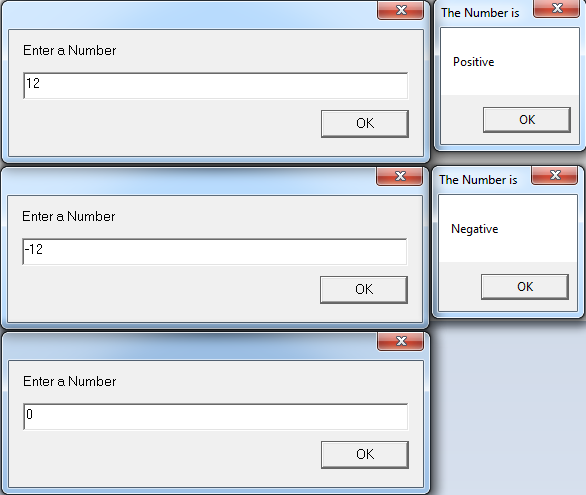 Enter a Number
12
OK
The Number is
Positive
OK
Enter a Number
-12
OK
The Number is
Negative
OK
Enter a Number
0
OK